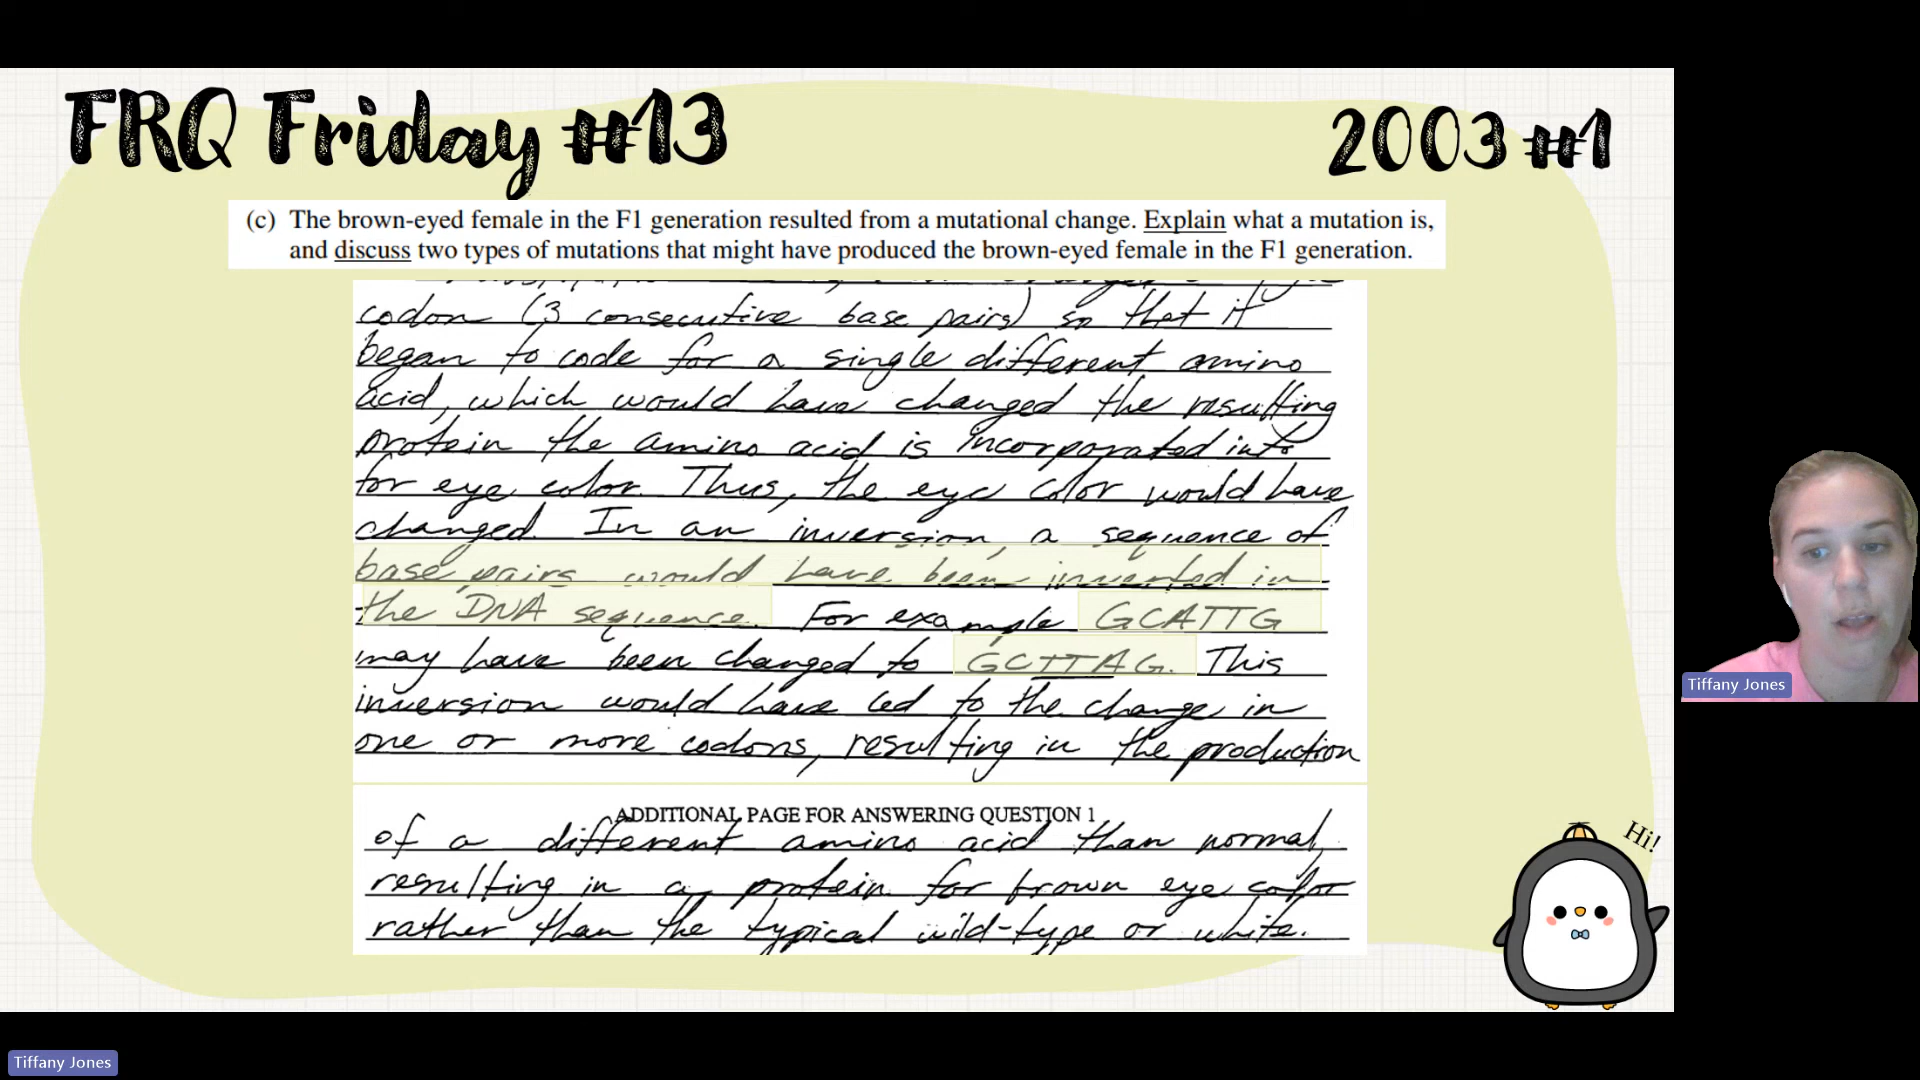 FRQ Friday #13
2003 #1
(c) The brown-eyed female in the F1 generation resulted from a mutational change. Explain what a mutation is,
and discuss two types of mutations that might have produced the brown-eyed female in the F1 generation.
codon (3 consecutive base pairs) so that it
began to code for a single different amino
acid, which would have changed the resulting
protein the amino acid is incorporated into
for eye color. Thus, the eye color would have
changed. In an inversion, a sequence of
base pairs would have been inverted in
the DNA sequence. For example GCATTG
may have been changed to GCTTAG. This
inversion would have led to the change in
one or more codons, resulting in the production
ADDITIONAL PAGE FOR ANSWERING QUESTION 1
of a different amino acid than normal,
resulting in a protein for brown eye color
rather than the typical wild-type or white.
Hi!
Tiffany Jones
Tiffany Jones